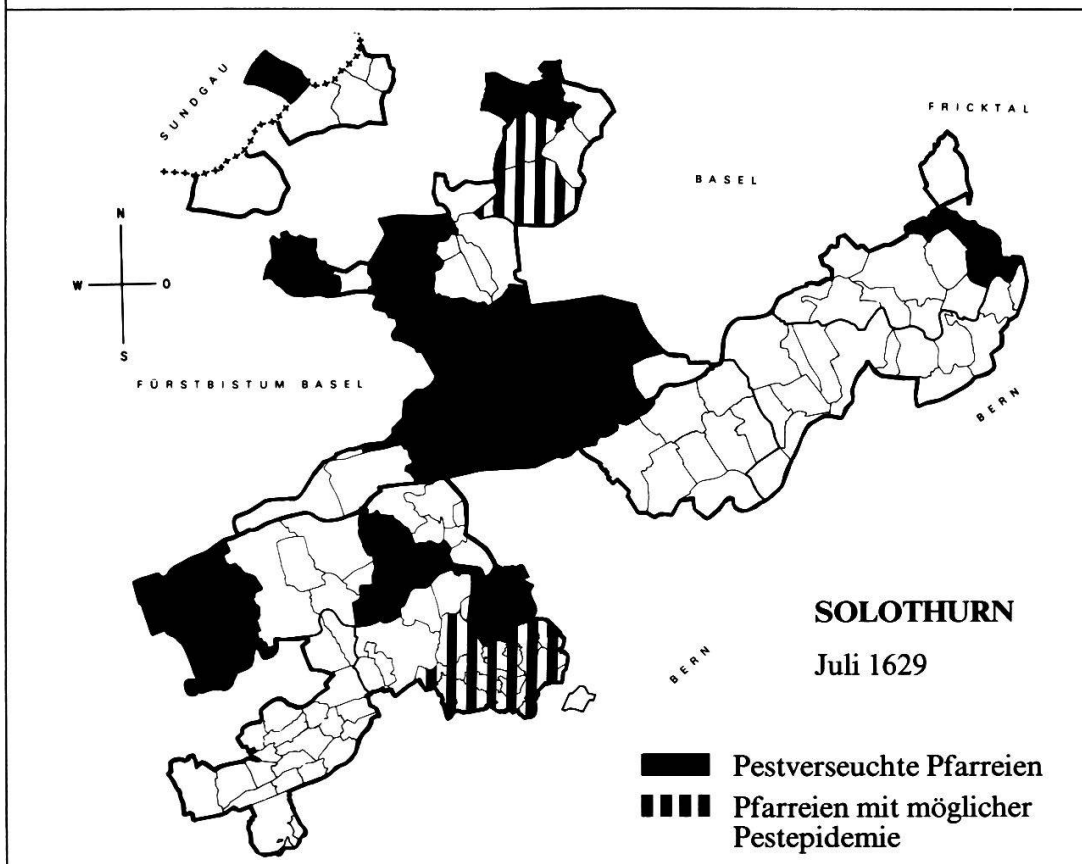 SUNDGAU
FRICKTAL
BASEL
N
W O
S
FÜRSTBISTUM BASEL
BERN
BERN
SOLOTHURN
Juli 1629
Pestverseuchte Pfarreien
Pfarreien mit möglicher
Pestepidemie